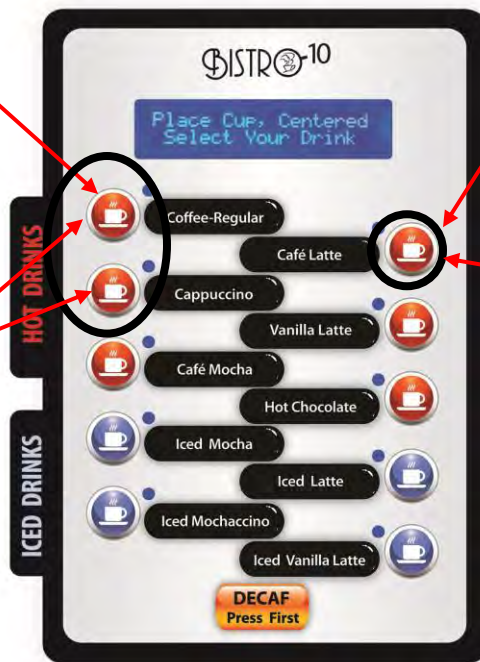 BISTRO-10
Place Cup, Centered
Select Your Drink
HOT DRINKS
Coffee-Regular
Café Latte
Cappuccino
Vanilla Latte
Café Mocha
Hot Chocolate
ICED DRINKS
Iced Mocha
Iced Latte
Iced Mochaccino
Iced Vanilla Latte
DECAF
Press First